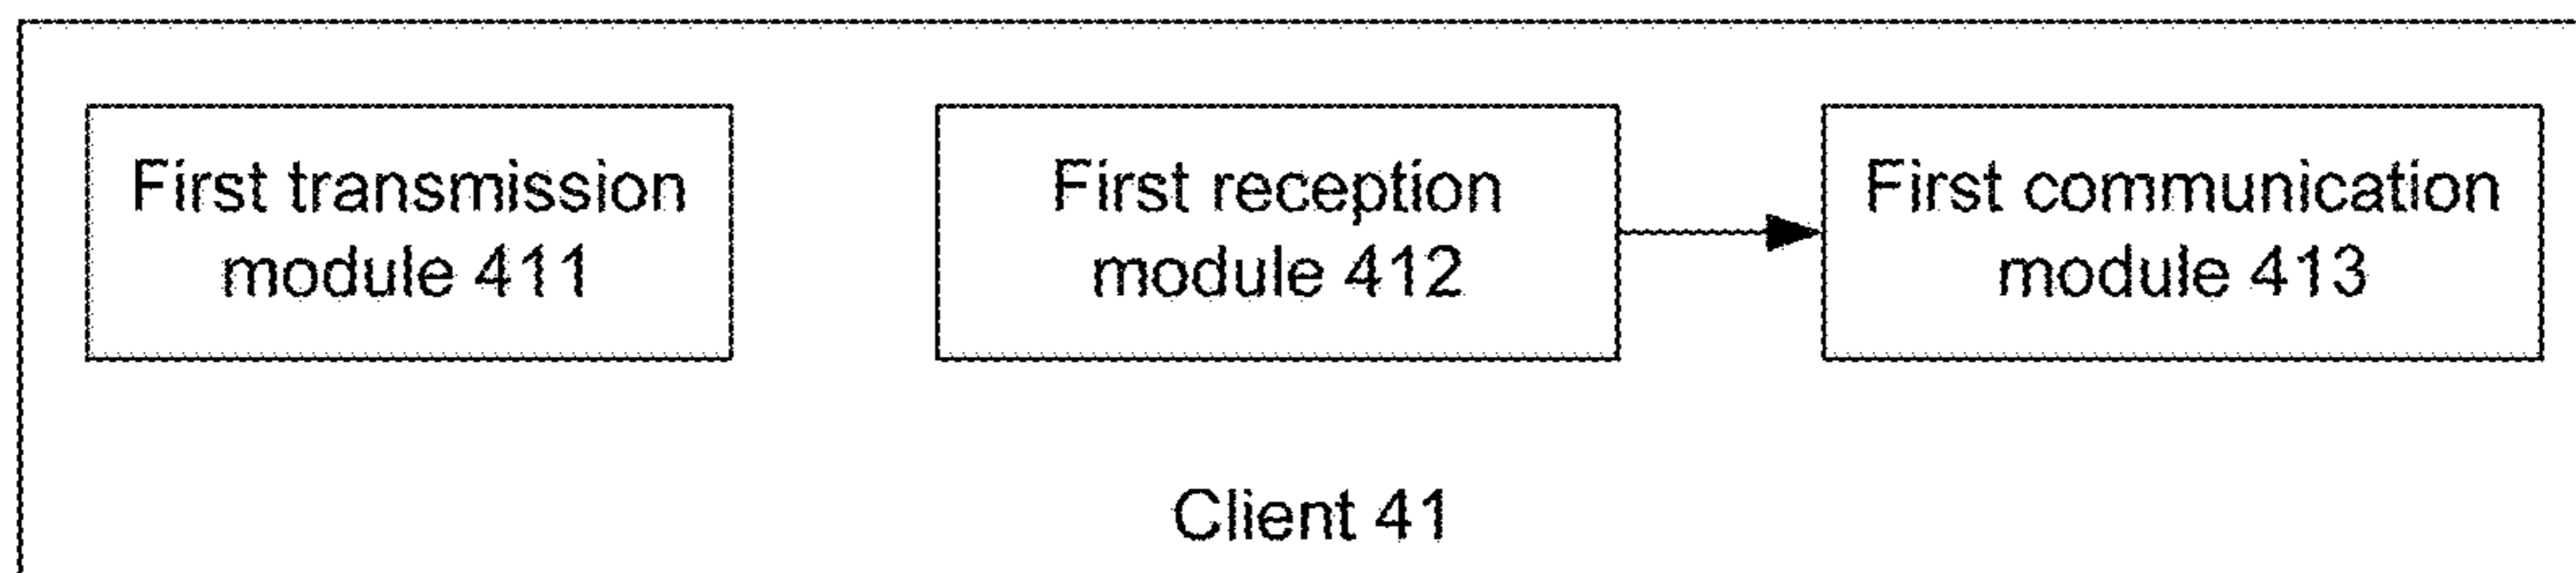 First transmission
module 411
First reception
module 412
First communication
module 413
Client 41